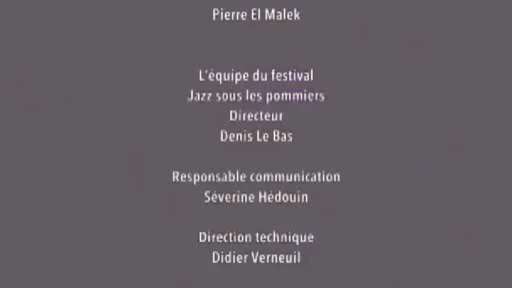 Pierre El Malek
L'équipe du festival
Jazz sous les pommiers
Directeur
Denis Le Bas
Responsable communication
Séverine Hédouin
Direction technique
Didier Verneuil